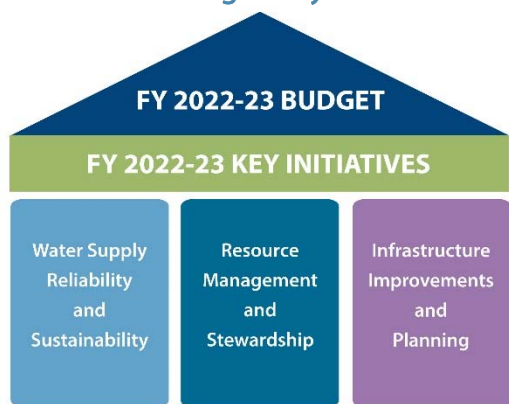 FY 2022-23 BUDGET
FY 2022-23 KEY INITIATIVES
Water Supply
Reliability
and
Sustainability
Resource
Management
and
Stewardship
Infrastructure
Improvements
and
Planning